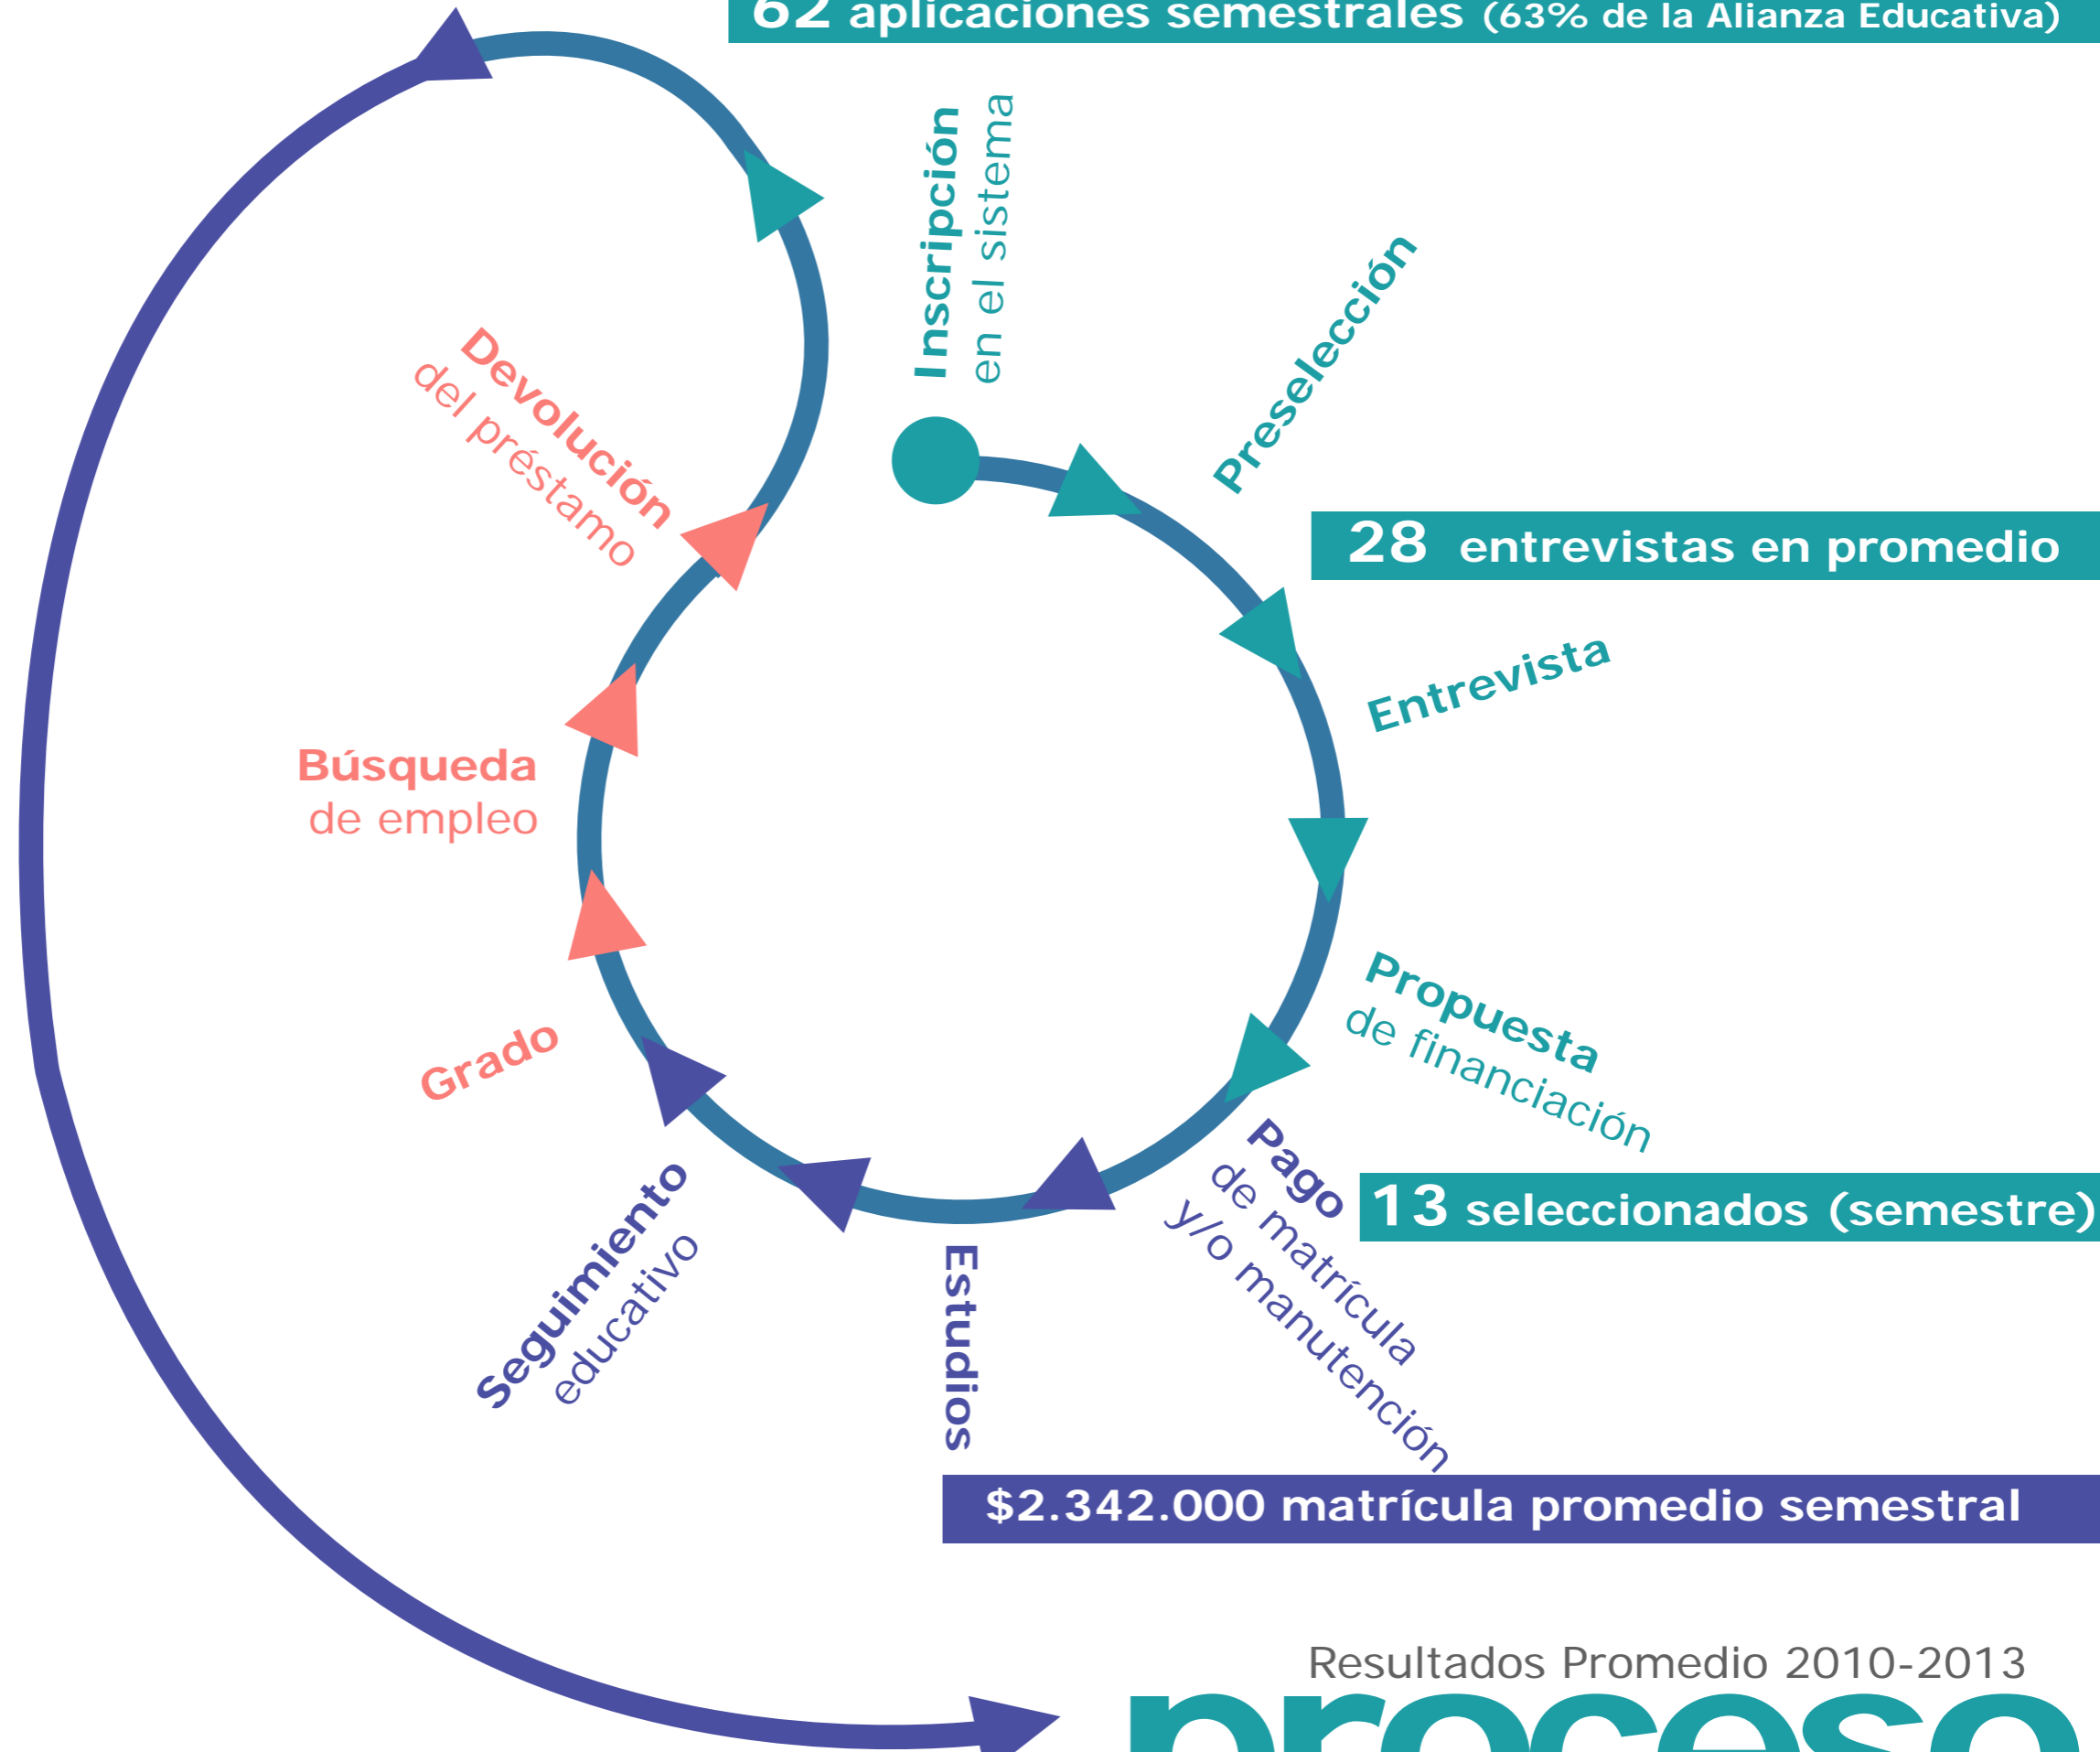 62 aplicaciones semestrales (63% de la Alianza Educativa)
Inscripción
en el sistema
Preselección
28 entrevistas en promedio
Entrevista
Propuesta
de financiación
13 seleccionados (semestre)
Pago
de matrícula
y/o manutención
Estudios
$2.342.000 matrícula promedio semestral
Seguimiento
educativo
Grado
Búsqueda
de empleo
Devolución
del préstamo
Resultados Promedio 2010-2013
proceso